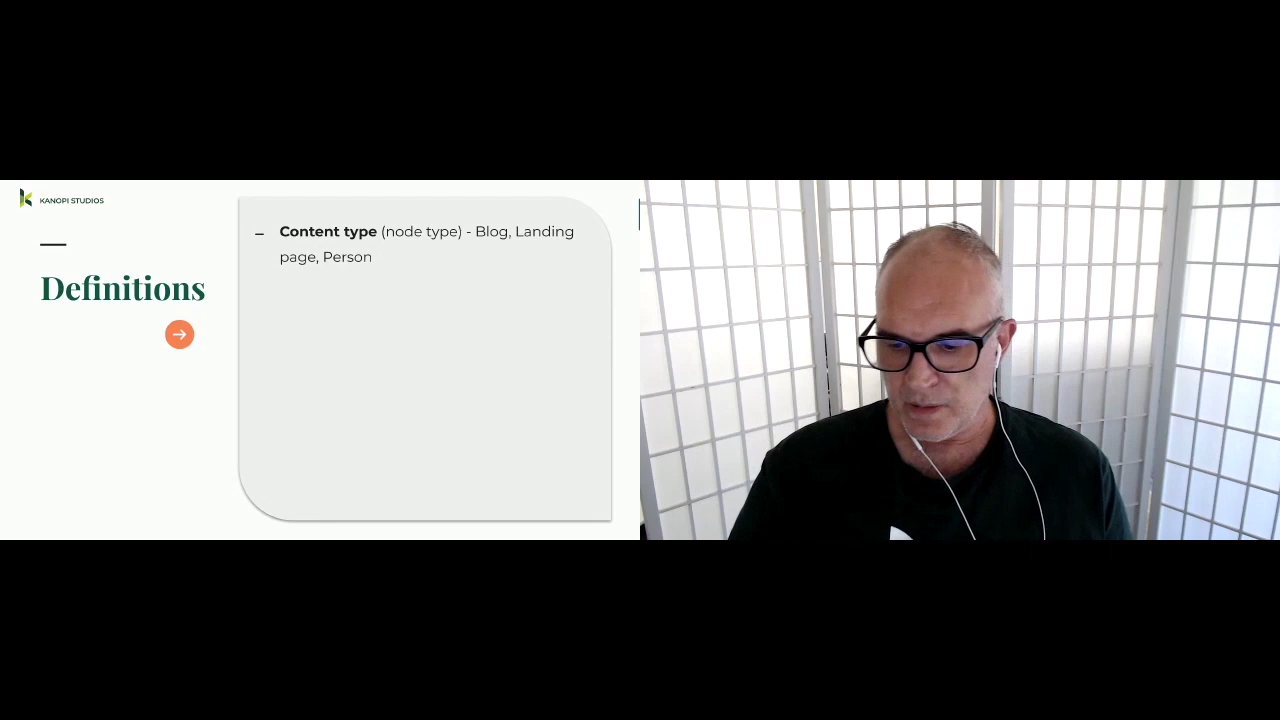 KANOPI STUDIOS
Definitions
– Content type (node type) - Blog, Landing
page, Person